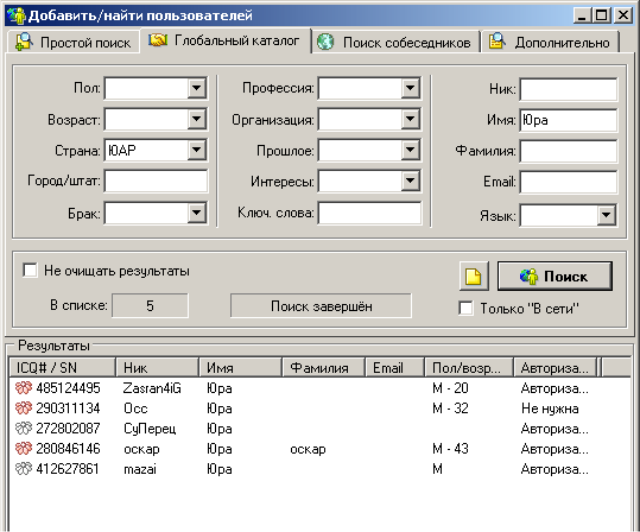 Добавить/найти пользователей
Простой поиск Глобальный каталог Поиск собеседников Дополнительно
Пол: Профессия: Ник:
Возраст: Организация: Имя: Юра
Страна: ЮАР Прошлое: Фамилия:
Город/штат: Интересы: Email:
Брак: Ключ. слова: Язык:
Не очищать результаты Поиск
В списке: 5 Поиск завершён Только "В сети"
Результаты
ICQ# / SN Ник Имя Фамилия Email Пол/возр... Авториза...
485124495 Zasran4iG Юра М - 20 Авториза...
290311134 Осс Юра М - 32 Не нужна
272802087 СуПерец Юра Авториза...
280846146 оскар Юра оскар М - 43 Авториза...
412627861 mazai Юра М Авториза...